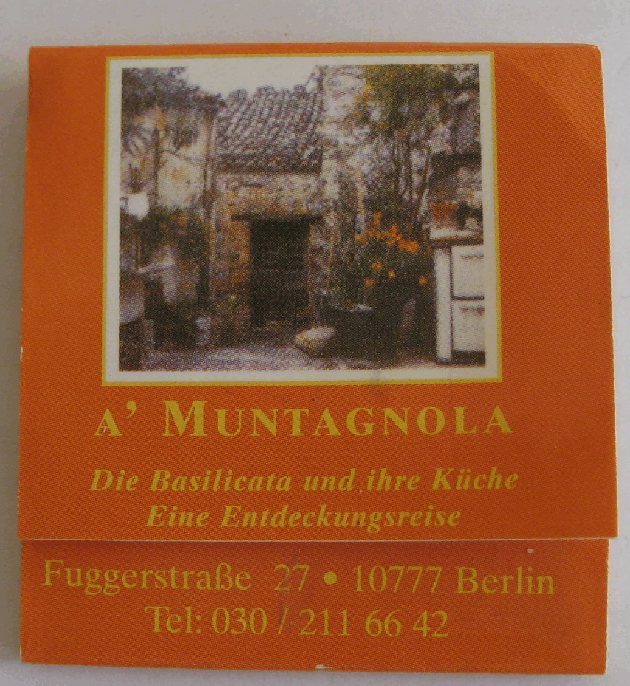 A' MUNTAGNOLA
Die Basilicata und ihre Küche
Eine Entdeckungsreise
Fuggerstraße 27 • 10777 Berlin
Tel: 030 / 211 66 42